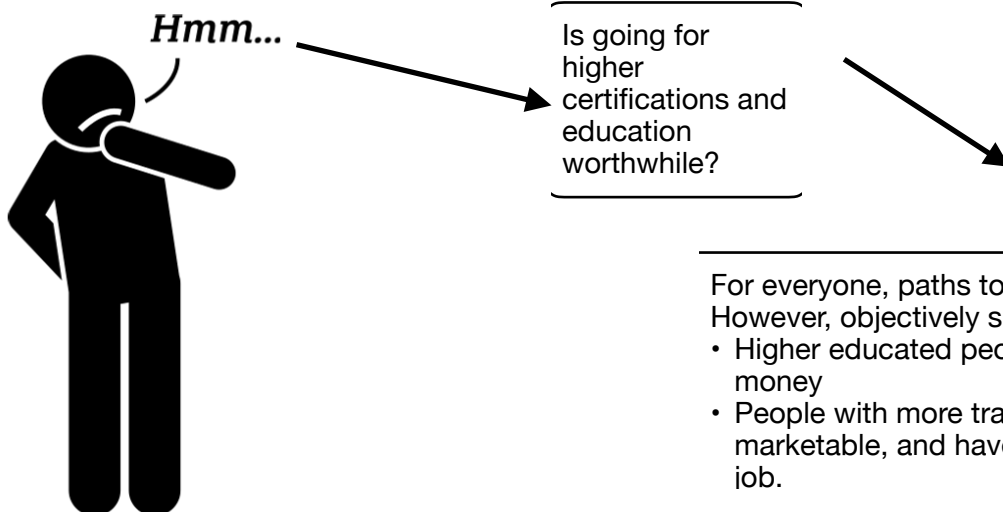 Hmm...
Is going for
higher
certifications and
education
worthwhile?
For everyone, paths to
However, objectively
• Higher educated
money
• People with more
marketable, and
job.